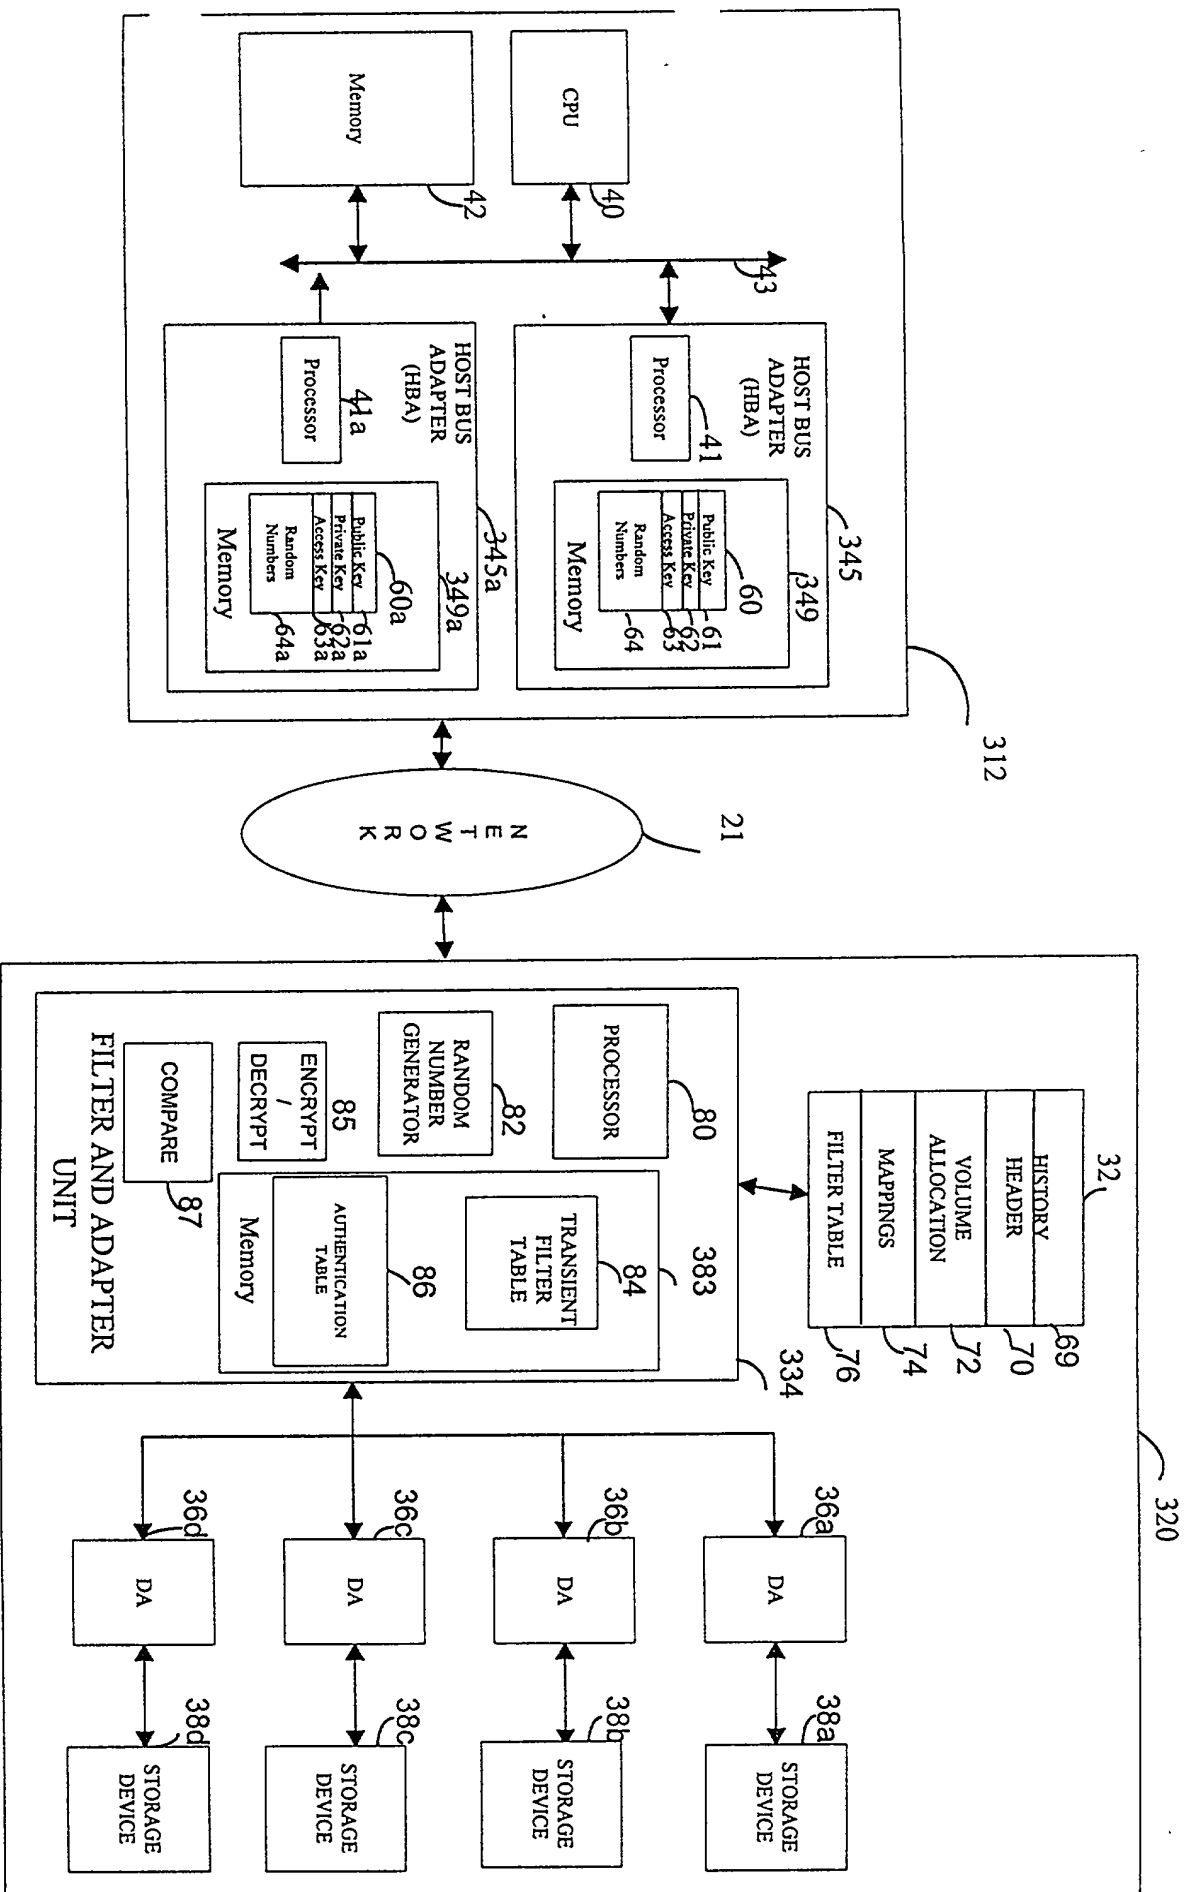 312
CPU
40
Memory
42
43
HOST BUS
ADAPTER
(HBA)
345
Processor
41
349
60
Public Key
61
Private Key
62
Access Key
63
Random
Numbers
64
Memory
HOST BUS
ADAPTER
(HBA)
345a
Processor
41a
349a
60a
Public Key
61a
Private Key
62a
Access Key
63a
Random
Numbers
64a
Memory
21
NETWORK
320
32
HISTORY
69
HEADER
70
VOLUME
ALLOCATION
72
MAPPINGS
74
FILTER TABLE
76
334
PROCESSOR
80
RANDOM
NUMBER
GENERATOR
82
ENCRYPT
/
DECRYPT
85
COMPARE
87
383
TRANSIENT
FILTER
TABLE
84
AUTHENTICATION
TABLE
86
Memory
FILTER AND ADAPTER
UNIT
36a
DA
38a
STORAGE
DEVICE
36b
DA
38b
STORAGE
DEVICE
36c
DA
38c
STORAGE
DEVICE
36d
DA
38d
STORAGE
DEVICE